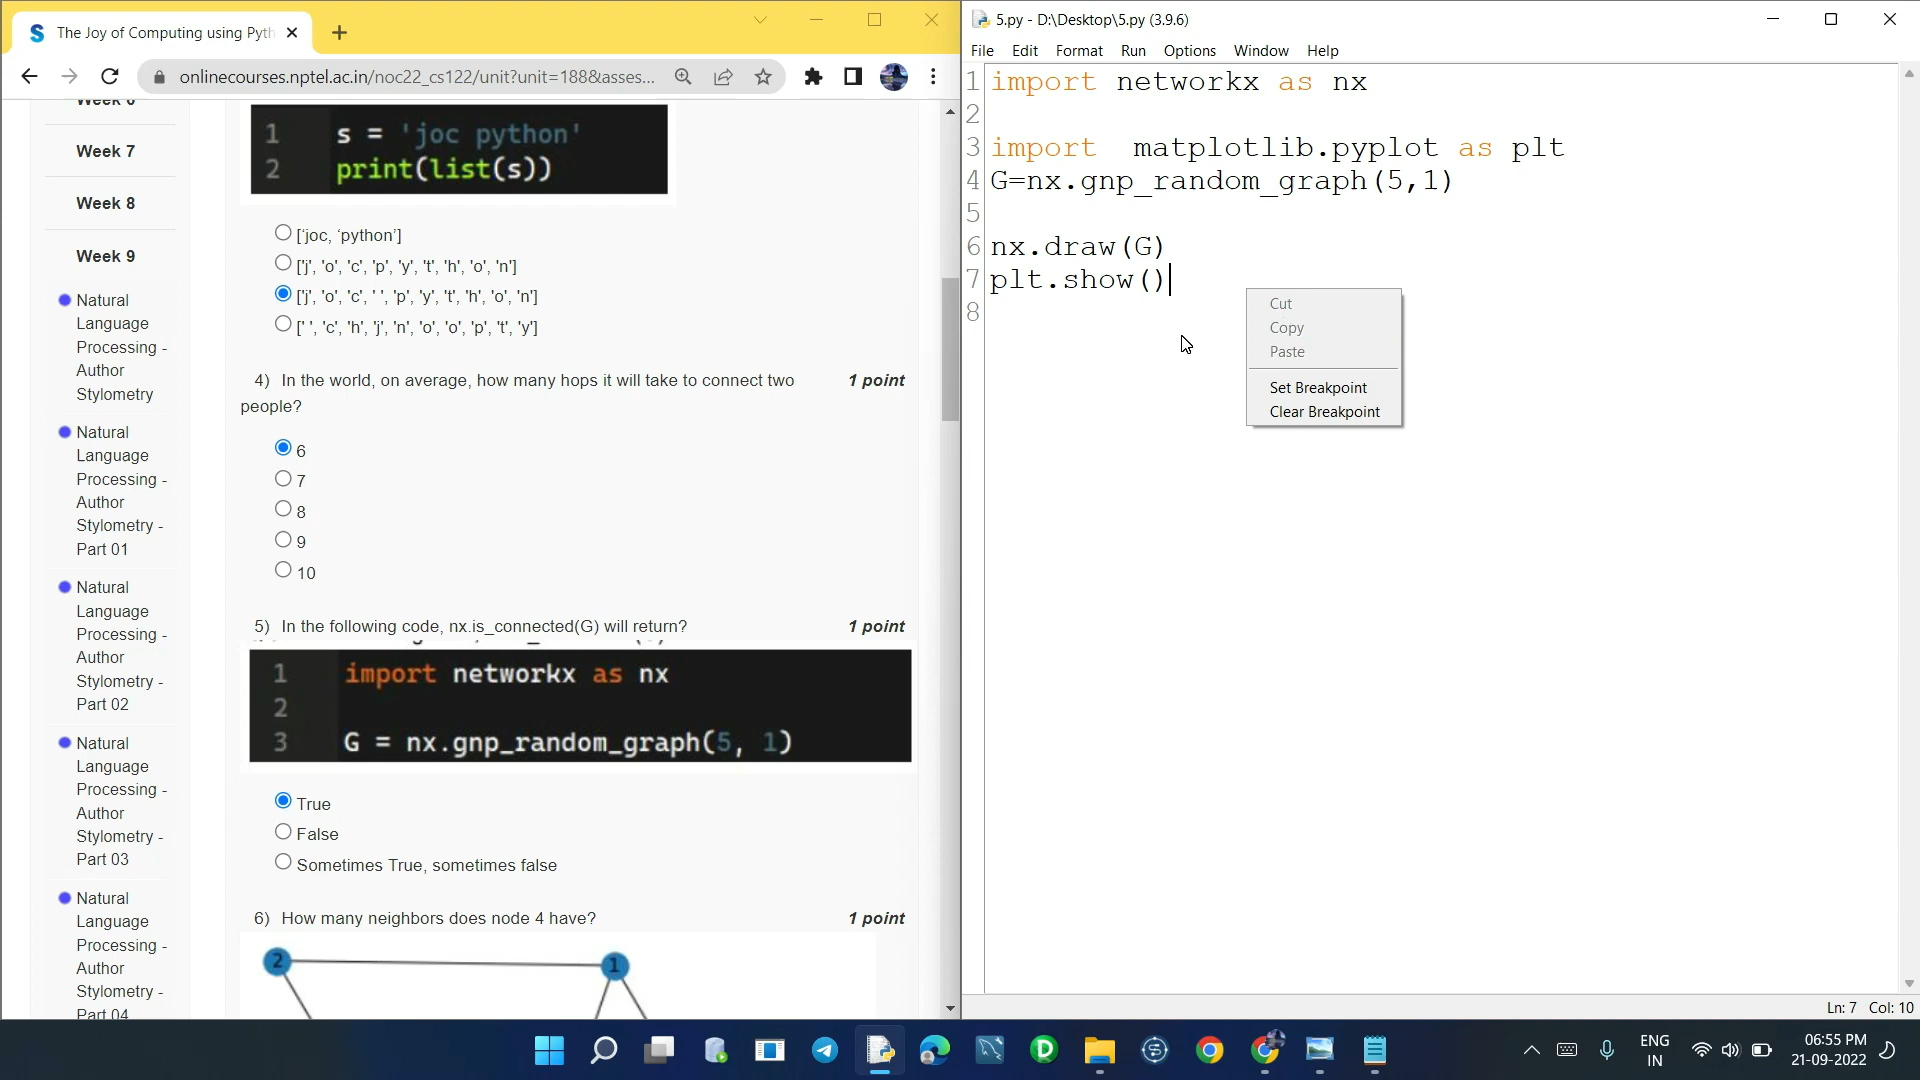 The Joy of Computing using Pyth
onlinecourses.nptel.ac.in/noc22_cs122/unit?unit=188&asses...
Week 7
Week 8
Week 9
Natural
Language
Processing -
Author
Stylometry
Natural
Language
Processing -
Author
Stylometry -
Part 01
Natural
Language
Processing -
Author
Stylometry -
Part 02
Natural
Language
Processing -
Author
Stylometry -
Part 03
Natural
Language
Processing -
Author
Stylometry -
Part 04
1 s = 'joc python'
2 print(list(s))
['joc, 'python']
['j', 'o', 'c', 'p', 'y', 't', 'h', 'o', 'n']
['j', 'o', 'c', ' ', 'p', 'y', 't', 'h', 'o', 'n']
[' ', 'c', 'h', 'j', 'n', 'o', 'o', 'p', 't', 'y']
4) In the world, on average, how many hops it will take to connect two 1 point
people?
6
7
8
9
10
5) In the following code, nx.is_connected(G) will return? 1 point
1 import networkx as nx
2
3 G = nx.gnp_random_graph(5, 1)
True
False
Sometimes True, sometimes false
6) How many neighbors does node 4 have? 1 point
2
1
5.py - D:\Desktop\5.py (3.9.6)
File Edit Format Run Options Window Help
1 import networkx as nx
2
3 import  matplotlib.pyplot as plt
4 G=nx.gnp_random_graph(5,1)
5
6 nx.draw(G)
7 plt.show()
8
Cut
Copy
Paste
Set Breakpoint
Clear Breakpoint
Ln: 7 Col: 10
ENG
IN
06:55 PM
21-09-2022